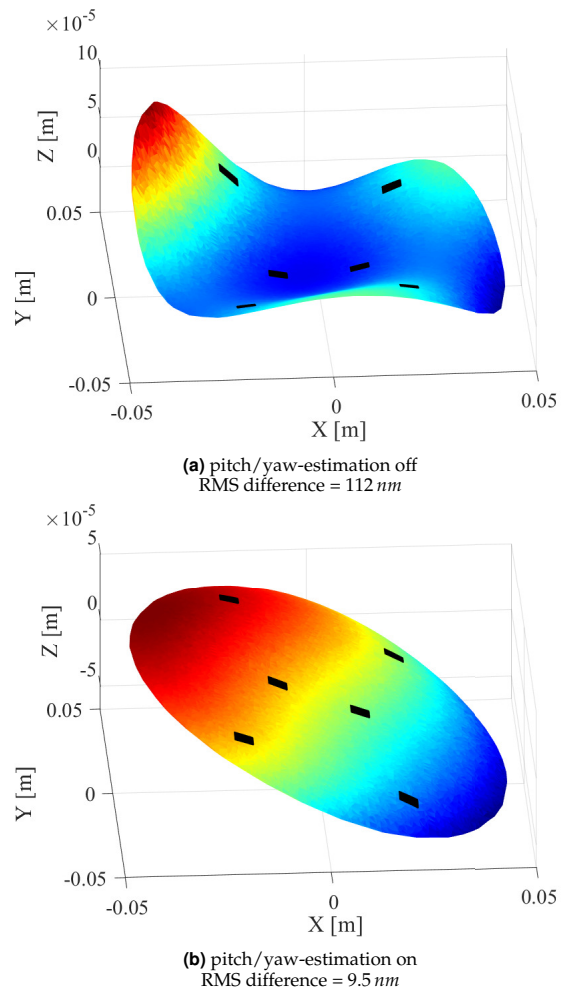 ×10⁻⁵
10
5
0
Z [m]
0.05
0
-0.05
Y [m]
-0.05
0
0.05
X [m]
(a) pitch/yaw-estimation off
RMS difference = 112 nm
×10⁻⁵
5
0
-5
Z [m]
0.05
0
-0.05
Y [m]
-0.05
0
0.05
X [m]
(b) pitch/yaw-estimation on
RMS difference = 9.5 nm